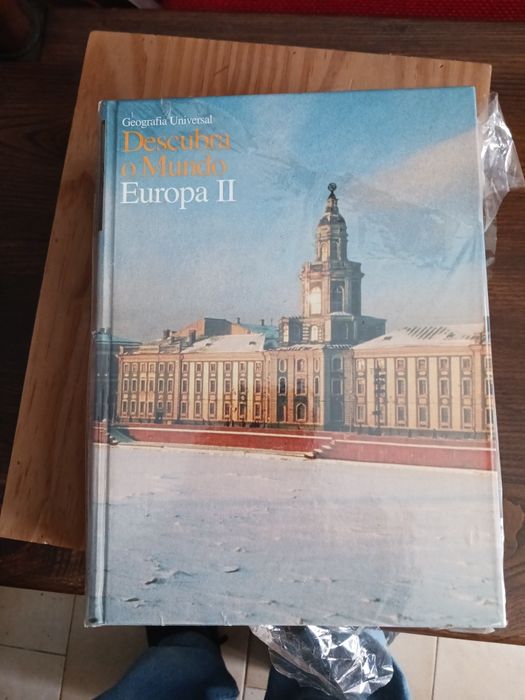 Geografia Universal
Descubra
o Mundo
Europa II